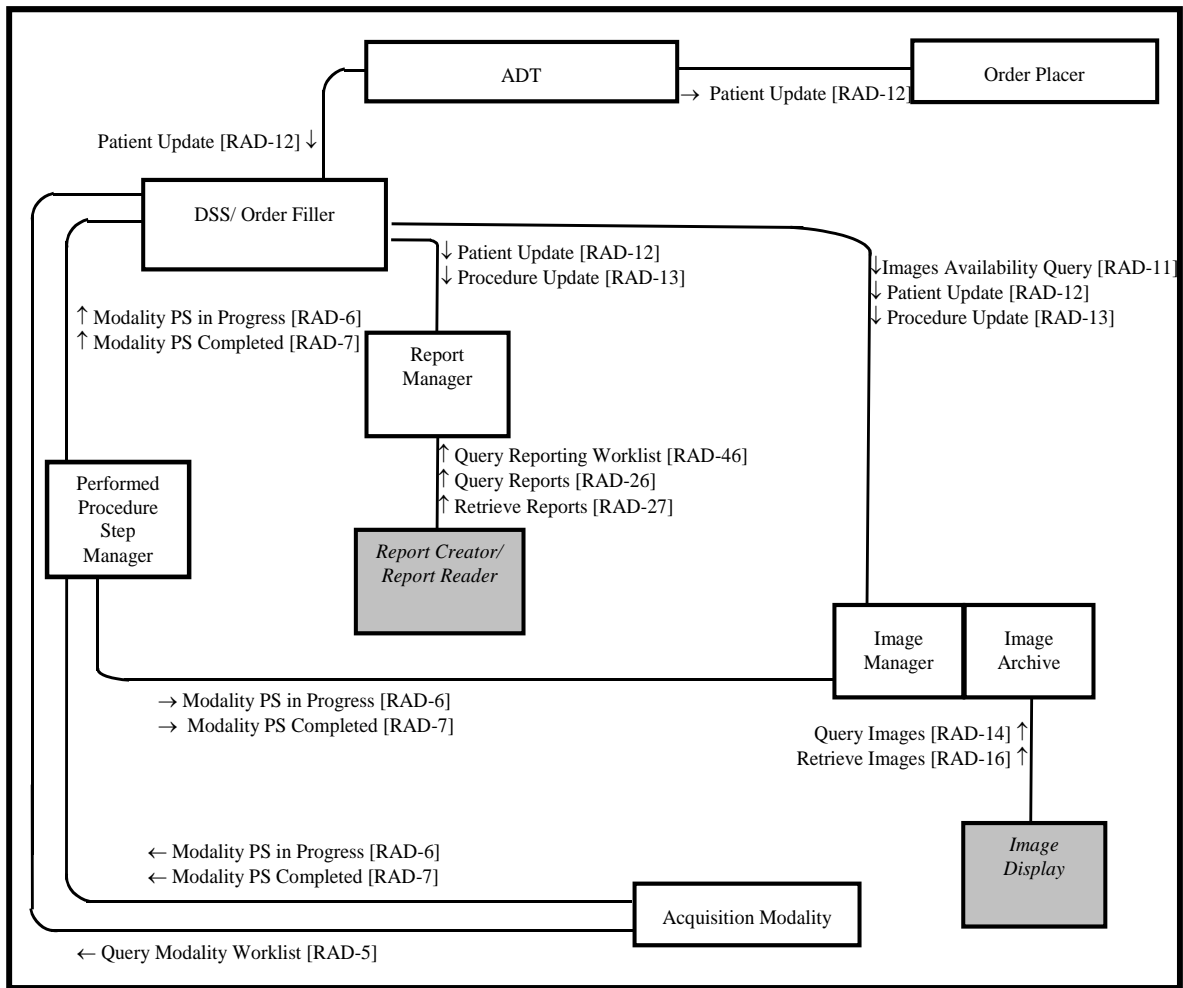 ADT
Order Placer
→ Patient Update [RAD-12]
Patient Update [RAD-12] ↓
DSS/ Order Filler
↓ Patient Update [RAD-12]
↓ Procedure Update [RAD-13]
↓Images Availability Query [RAD-11]
↓ Patient Update [RAD-12]
↓ Procedure Update [RAD-13]
↑ Modality PS in Progress [RAD-6]
↑ Modality PS Completed [RAD-7]
Report
Manager
↑ Query Reporting Worklist [RAD-46]
↑ Query Reports [RAD-26]
↑ Retrieve Reports [RAD-27]
Performed
Procedure
Step
Manager
Report Creator/
Report Reader
Image
Manager
Image
Archive
→ Modality PS in Progress [RAD-6]
→ Modality PS Completed [RAD-7]
Query Images [RAD-14] ↑
Retrieve Images [RAD-16] ↑
Image
Display
← Modality PS in Progress [RAD-6]
← Modality PS Completed [RAD-7]
Acquisition Modality
← Query Modality Worklist [RAD-5]